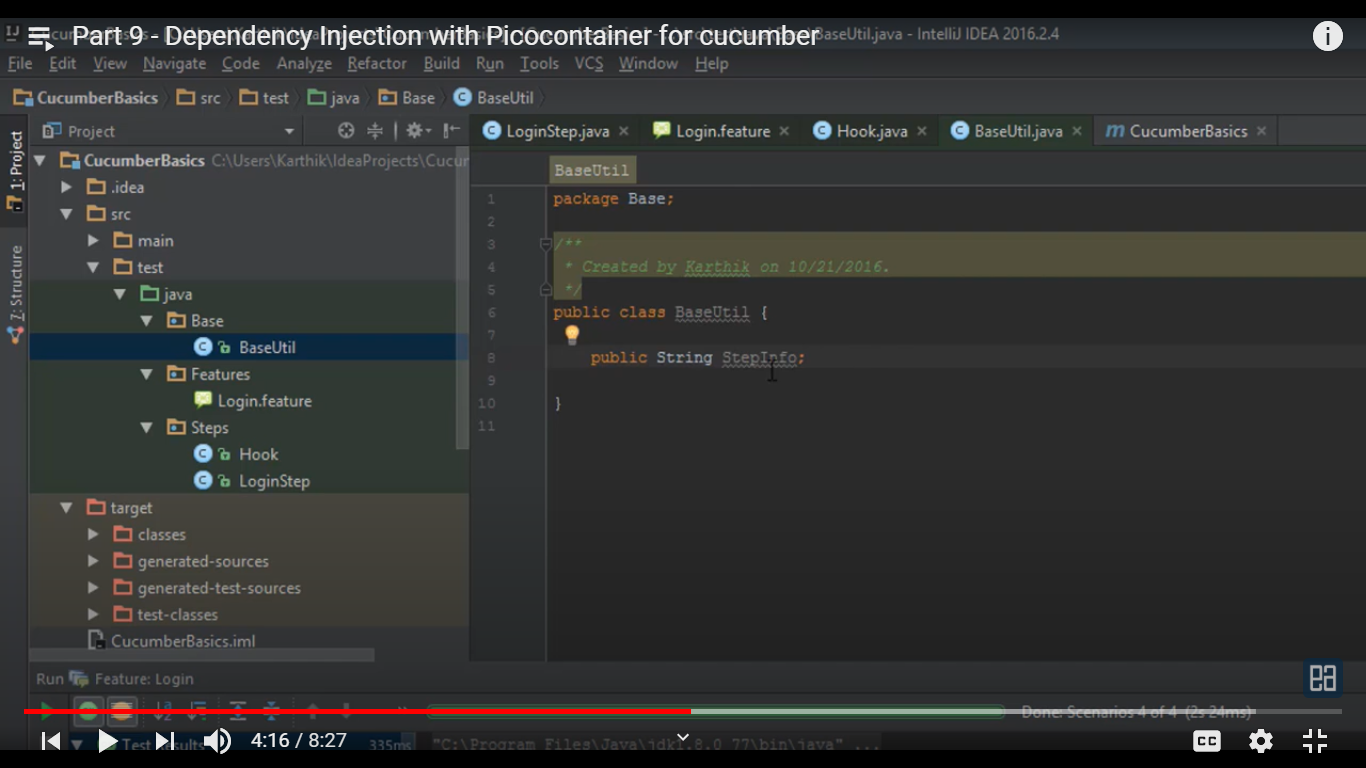 Part 9 - Dependency Injection with Picocontainer for cucumber
BaseUtil.java - IntelliJ IDEA 2016.2.4
File Edit View Navigate Code Analyze Refactor Build Run Tools VCS Window Help
CucumberBasics src test java Base BaseUtil
Project
LoginStep.java Login.feature Hook.java BaseUtil.java CucumberBasics
1: Project
7: Structure
CucumberBasics C:\Users\Karthik\IdeaProjects\Cucum
.idea
src
main
test
java
Base
BaseUtil
Features
Login.feature
Steps
Hook
LoginStep
target
classes
generated-sources
generated-test-sources
test-classes
CucumberBasics.iml
BaseUtil
1 package Base;
2
3 /**
4 * Created by Karthik on 10/21/2016.
5 */
6 public class BaseUtil {
7
8 public String StepInfo;
9
10 }
11
Run Feature: Login
Done: Scenarios 4 of 4 (2s 24ms)
4:16 / 8:27
Test Results 335ms
"C:\Program Files\Java\jdk1.8.0_77\bin\java" ...
CC